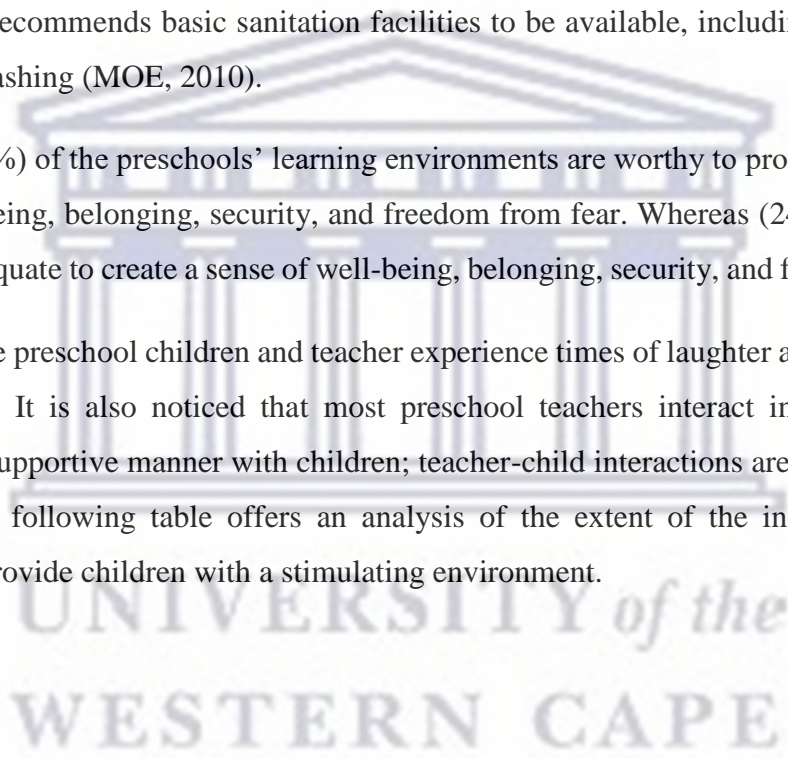 ecommends basic sanitation facilities to be available, includin
ashing (MOE, 2010).
%) of the preschools’ learning environments are worthy to pro
eing, belonging, security, and freedom from fear. Whereas (24
quate to create a sense of well-being, belonging, security, and f
e preschool children and teacher experience times of laughter a
It is also noticed that most preschool teachers interact in
upportive manner with children; teacher-child interactions are
following table offers an analysis of the extent of the in
rovide children with a stimulating environment.
UNIVERSITY of the
WESTERN CAPE